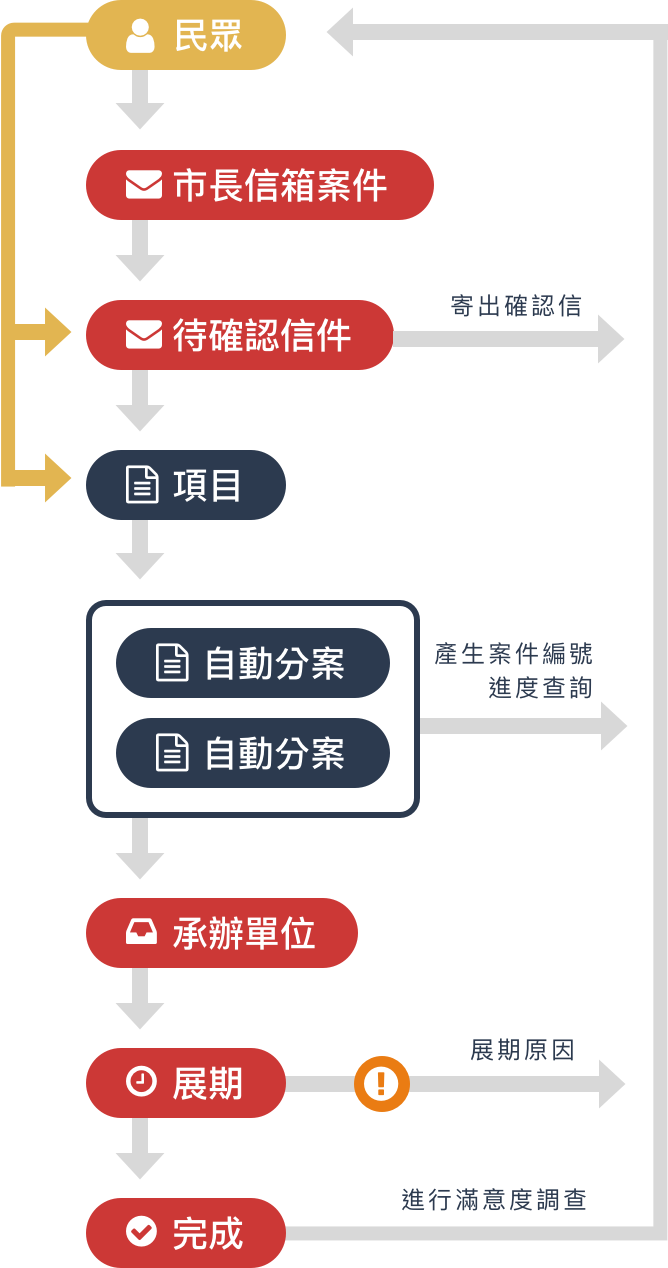 民眾
市長信箱案件
寄出確認信
待確認信件
項目
自動分案
產生案件編號
進度查詢
自動分案
承辦單位
展期原因
展期
進行滿意度調查
完成